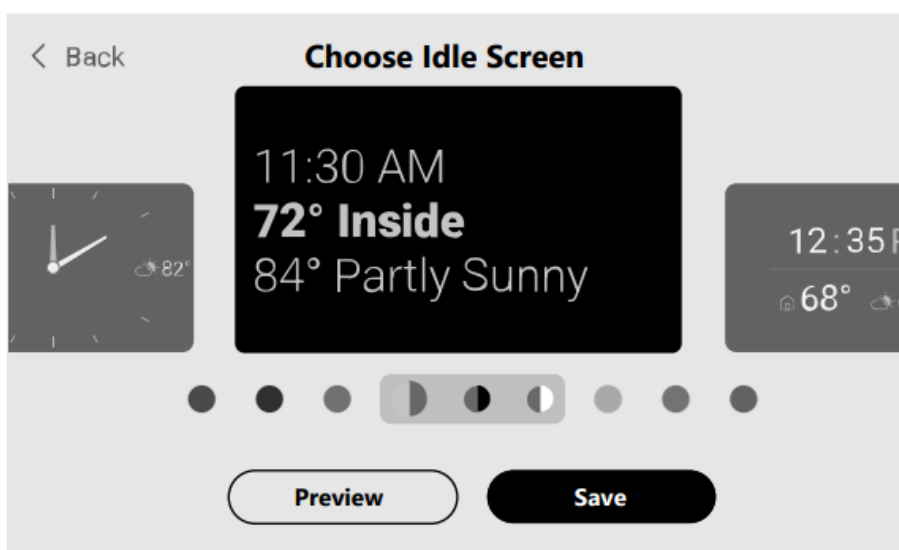 Back
Choose Idle Screen
11:30 AM
72° Inside
84° Partly Sunny
82°
12:35
68°
Preview
Save